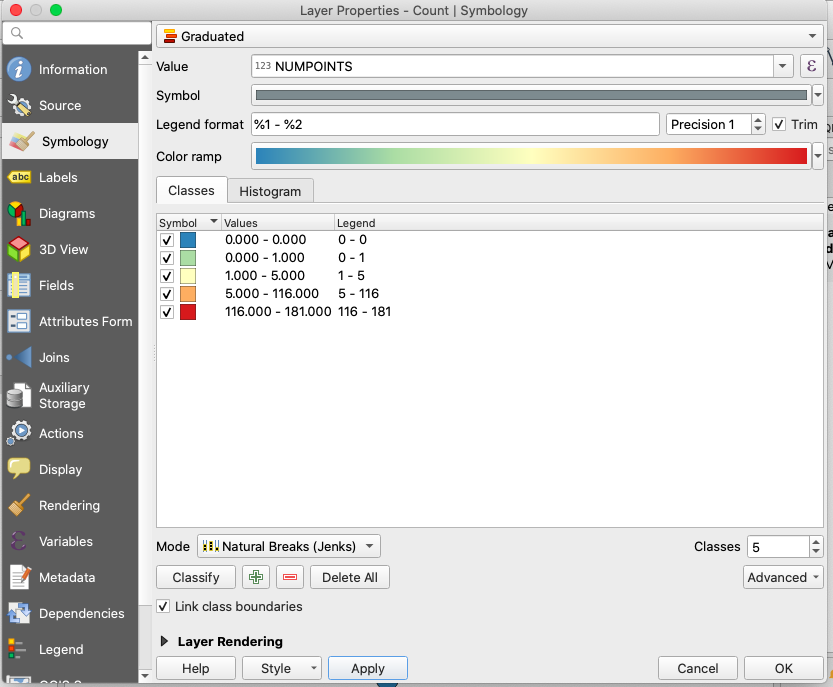 Layer Properties - Count | Symbology
Graduated
Information
Source
Symbology
abc Labels
Diagrams
3D View
Fields
Attributes Form
Joins
Auxiliary
Storage
Actions
Display
Rendering
Variables
Metadata
Dependencies
Legend
Value
123 NUMPOINTS
ε
Symbol
Legend format
%1 - %2
Precision 1
Trim
Color ramp
Classes
Histogram
Symbol Values Legend
0.000 - 0.000 0 - 0
0.000 - 1.000 0 - 1
1.000 - 5.000 1 - 5
5.000 - 116.000 5 - 116
116.000 - 181.000 116 - 181
Mode
Natural Breaks (Jenks)
Classes
5
Classify
Delete All
Advanced
Link class boundaries
Layer Rendering
Help
Style
Apply
Cancel
OK